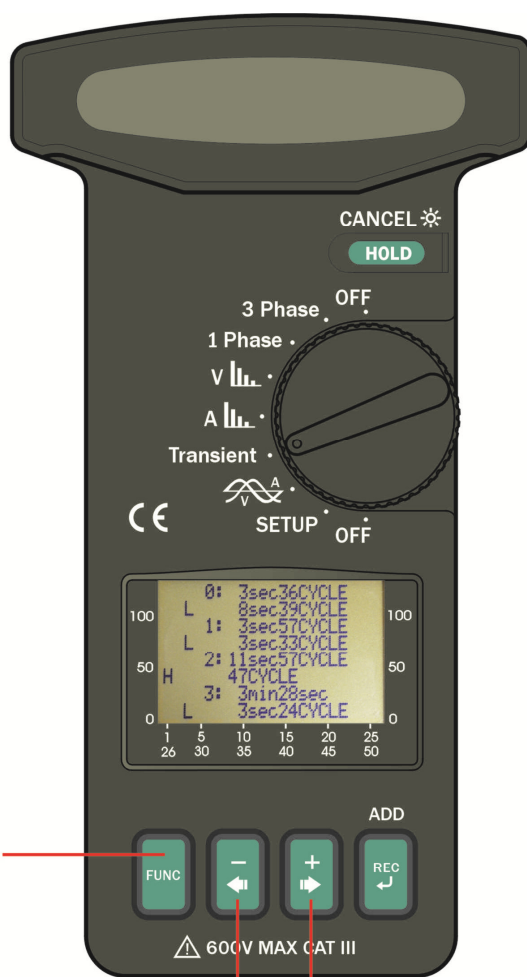 CANCEL
HOLD
3 Phase
OFF
1 Phase
V
A
Transient
V A
SETUP
OFF
CE
0: 3sec36CYCLE
L 8sec39CYCLE
1: 3sec57CYCLE
L 3sec33CYCLE
2: 11sec57CYCLE
H 47CYCLE
3: 3min28sec
L 3sec24CYCLE
100 100
50 50
0 0
1 5 10 15 20 25
26 30 35 40 45 50
ADD
FUNC
−
+
REC
600V MAX CAT III